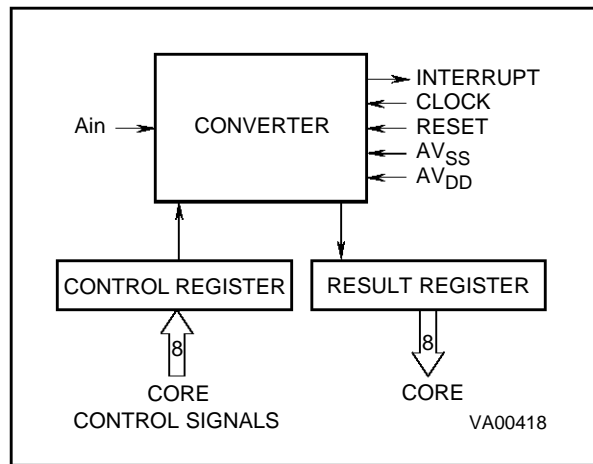 INTERRUPT
CLOCK
Ain
CONVERTER
RESET
AVSS
AVDD
CONTROL REGISTER
RESULT REGISTER
8
8
CORE
CONTROL SIGNALS
CORE
VA00418